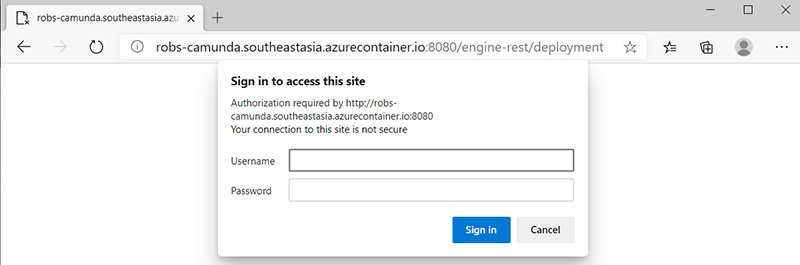 robs-camunda.southeastasia.azu
robs-camunda.southeastasia.azurecontainer.io:8080/engine-rest/deployment
Sign in to access this site
Authorization required by http://robs-
camunda.southeastasia.azurecontainer.io:8080
Your connection to this site is not secure
Username
Password
Sign in Cancel